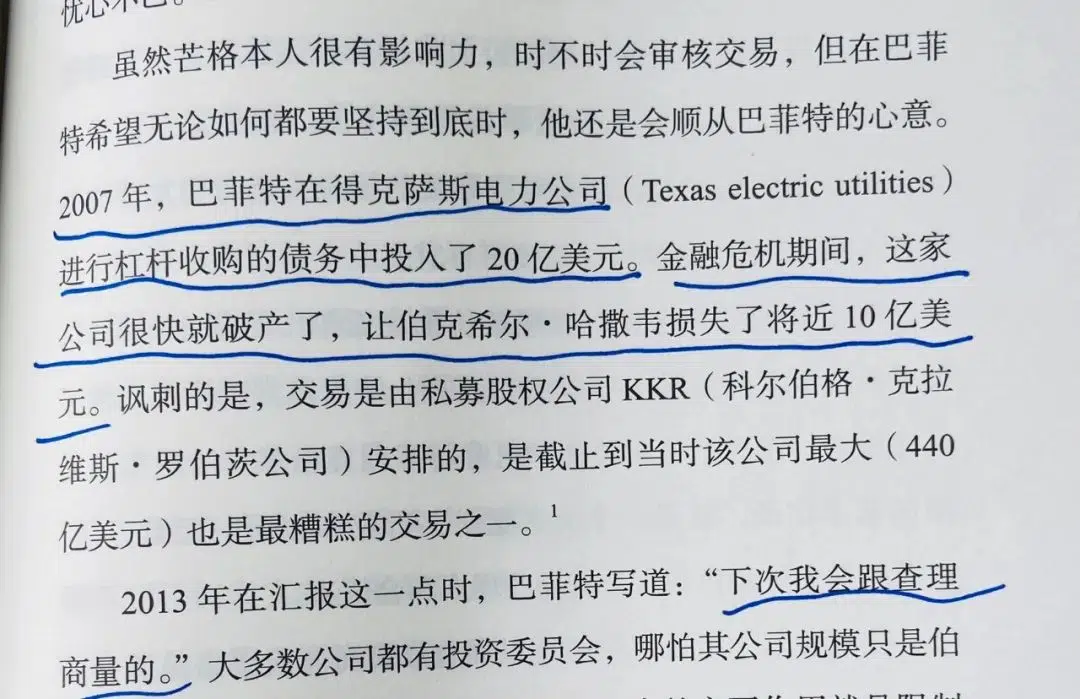 忧心不已。
虽然芒格本人很有影响力，时不时会审核交易，但在巴菲
特希望无论如何都要坚持到底时，他还是会顺从巴菲特的心意。
2007 年，巴菲特在得克萨斯电力公司（Texas electric utilities）
进行杠杆收购的债务中投入了 20 亿美元。金融危机期间，这家
公司很快就破产了，让伯克希尔·哈撒韦损失了将近 10 亿美
元。讽刺的是，交易是由私募股权公司 KKR（科尔伯格·克拉
维斯·罗伯茨公司）安排的，是截止到当时该公司最大（440
亿美元）也是最糟糕的交易之一。1
2013 年在汇报这一点时，巴菲特写道：“下次我会跟查理
商量的。”大多数公司都有投资委员会，哪怕其公司规模只是伯